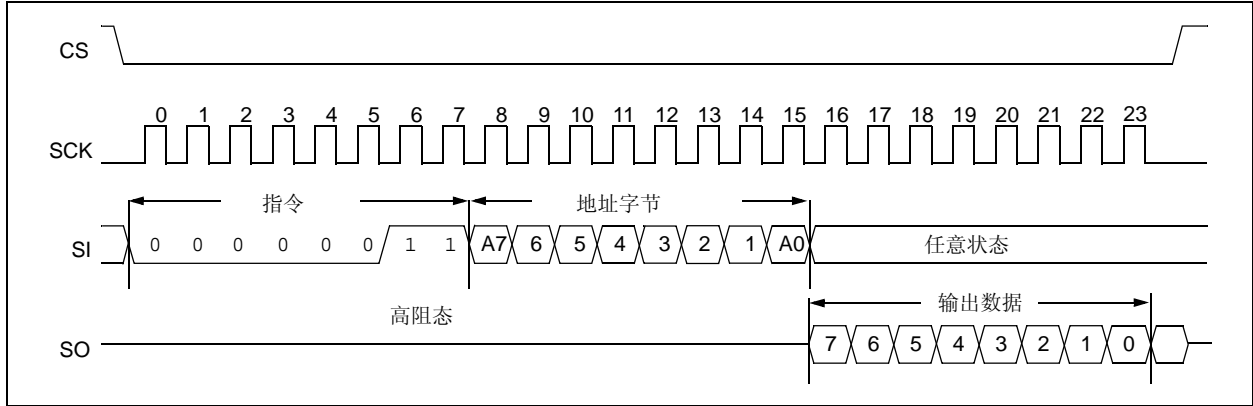 CS
0 1 2 3 4 5 6 7 8 9 10 11 12 13 14 15 16 17 18 19 20 21 22 23
SCK
指令 地址字节
SI 0 0 0 0 0 0 1 1 A7 6 5 4 3 2 1 A0 任意状态
高阻态 输出数据
SO 7 6 5 4 3 2 1 0